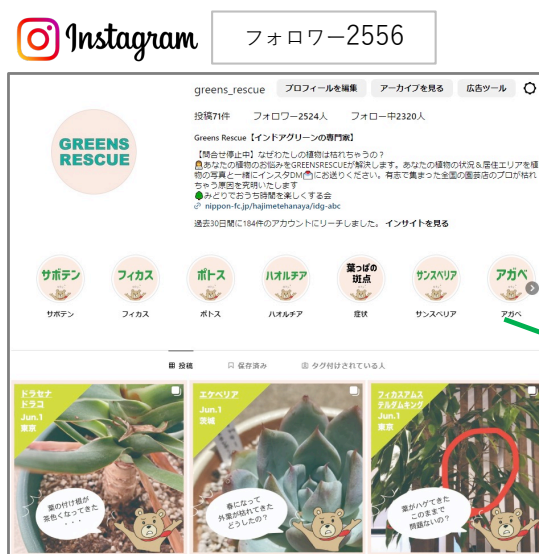 Instagram
フォロワー2556
greens_rescue プロフィールを編集 アーカイブを見る 広告ツール
投稿71件 フォロワー2524人 フォロー中2320人
GREENS
RESCUE
Greens Rescue【インドアグリーンの専門家】
【問合せ停止中】なぜわたしの植物は枯れちゃうの？
あなたの植物のお悩みをGREENSRESCUEが解決します。あなたの植物の状況＆居住エリアを植
物の写真と一緒にインスタDMにお送りください。有志で集まった全国の園芸店のプロが枯れ
ちゃう原因を究明いたします
みどりでおうち時間を楽しくする会
nippon-fc.jp/hajimetehanaya/idg-abc
過去30日間に184件のアカウントにリーチしました。 インサイトを見る
サボテン フィカス ポトス ハオルチア 葉っぱの サンスベリア アガベ
斑点
サボテン フィカス ポトス ハオルチア 症状 サンスベリア アガベ
投稿 保存済み タグ付けされている人
ドラセナ
ドラコ
Jun.1
東京
葉の付け根が
茶色くなってきた
・・・・
エケベリア
Jun.1
茨城
春になって
外葉が枯れてきた
どうしたの？
フィカスアムス
テルダムキング
Jun.1
東京
葉がハゲてきた
このままで
問題ないの？